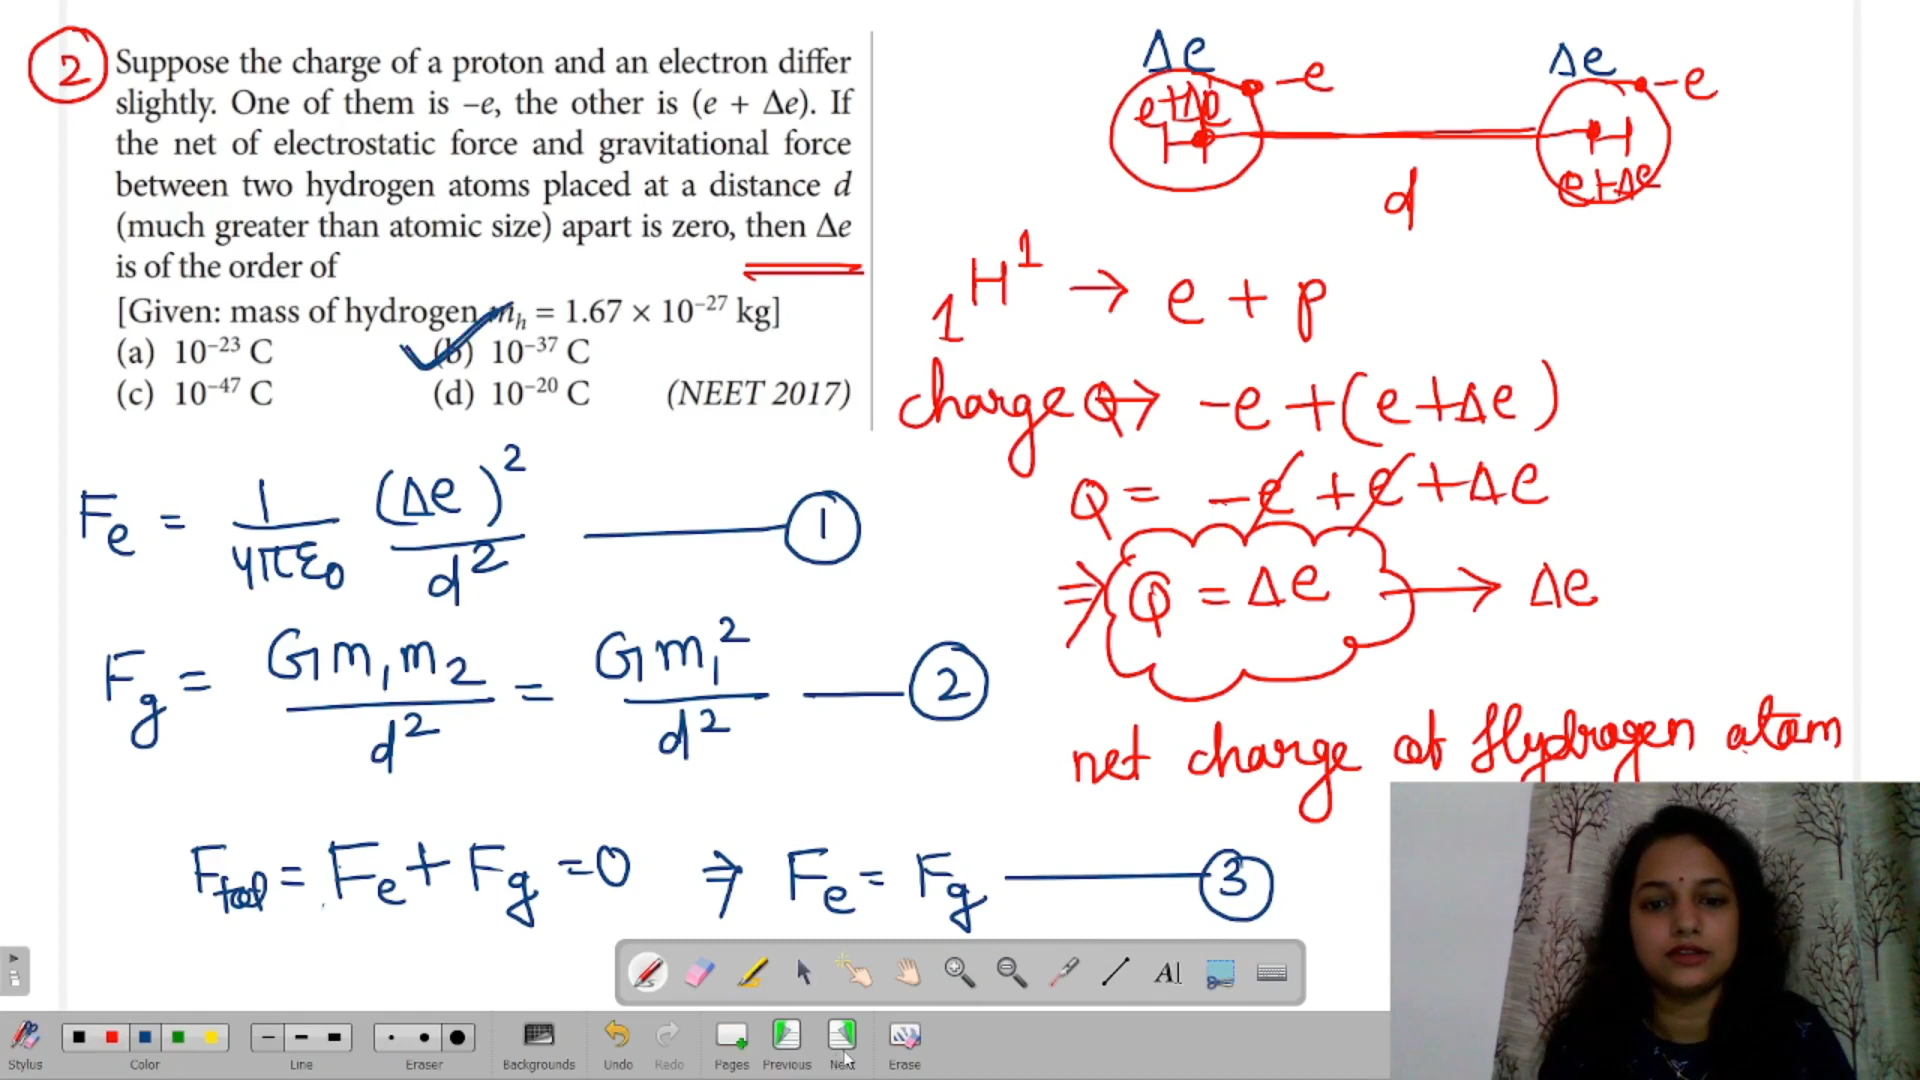 2
Suppose the charge of a proton and an electron differ
slightly. One of them is –e, the other is (e + Δe). If
the net of electrostatic force and gravitational force
between two hydrogen atoms placed at a distance d
(much greater than atomic size) apart is zero, then Δe
is of the order of
[Given: mass of hydrogen m_h = 1.67 × 10⁻²⁷ kg]
(a) 10⁻²³ C (b) 10⁻³⁷ C
(c) 10⁻⁴⁷ C (d) 10⁻²⁰ C (NEET 2017)
Δe Δe
-e -e
e+Δe
H H
e+Δe
d
₁H¹ → e + p
charge Q → -e + (e+Δe)
Q = -e + e + Δe
⇒ Q = Δe → Δe
net charge of Hydrogen atom
Fe = 1/4πε₀ (Δe)²/d² 1
Fg = Gm₁m₂/d² = Gm₁²/d² 2
F = Fe + Fg = 0 ⇒ Fe = Fg 3
AI
Stylus Color Line Eraser Backgrounds Undo Redo Pages Previous Next Erase